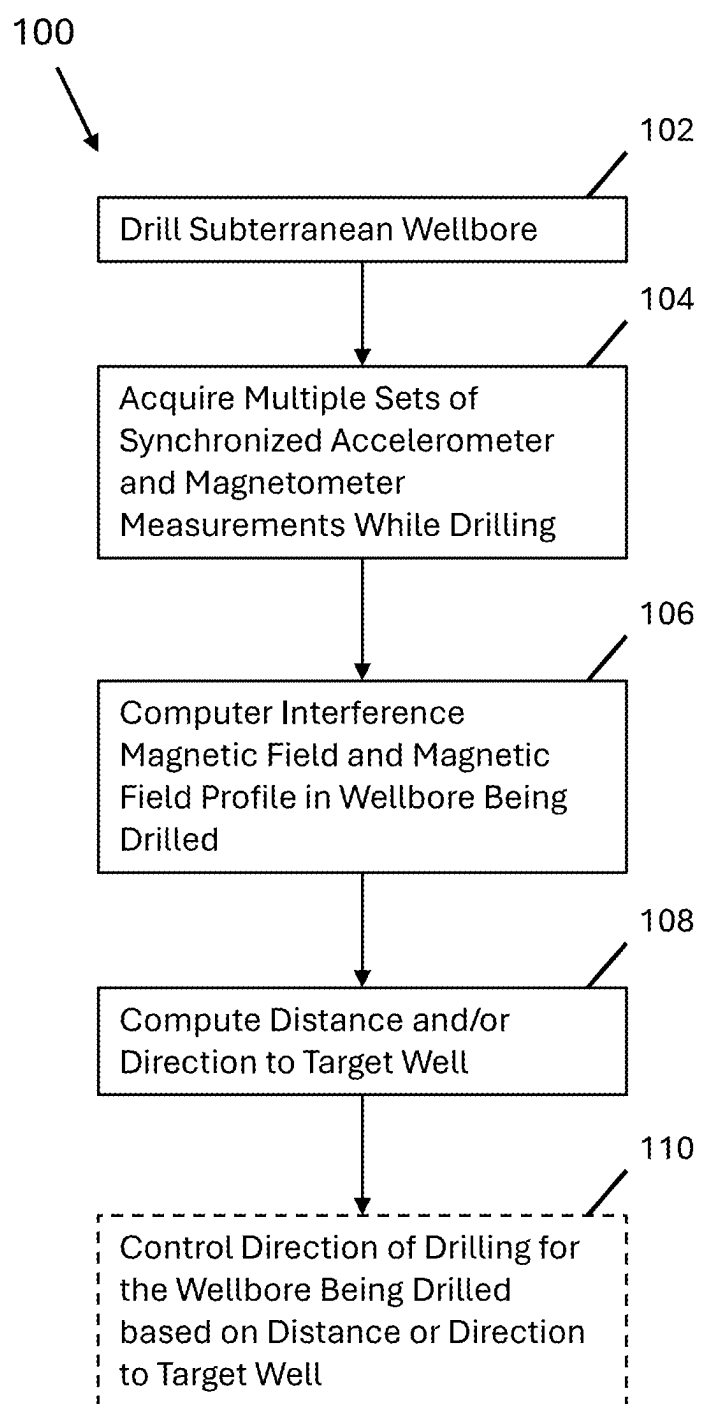 100
102
Drill Subterranean Wellbore
104
Acquire Multiple Sets of
Synchronized Accelerometer
and Magnetometer
Measurements While Drilling
106
Computer Interference
Magnetic Field and Magnetic
Field Profile in Wellbore Being
Drilled
108
Compute Distance and/or
Direction to Target Well
110
Control Direction of Drilling for
the Wellbore Being Drilled
based on Distance or Direction
to Target Well